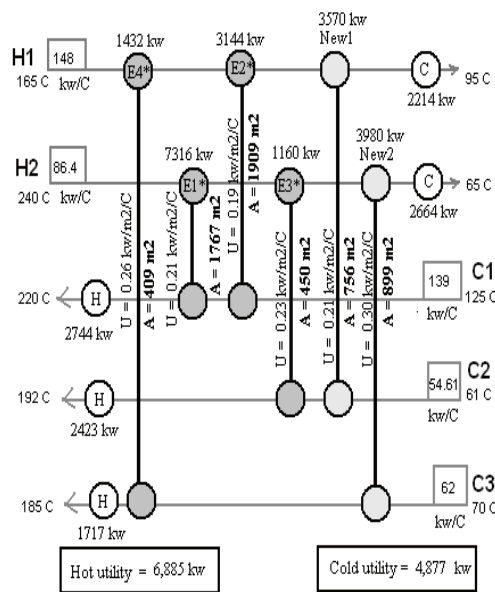 1432 kw
3144 kw
3570 kw
New1
H1
148
kw/C
165 C
E4*
E2*
C
95 C
2214 kw
7316 kw
1160 kw
3980 kw
New2
H2
86.4
kw/C
240 C
E1*
E3*
C
65 C
2664 kw
U = 0.26 kw/m2/C
A = 409 m2
U = 0.21 kw/m2/C
A = 1767 m2
U = 0.19 kw/m2/C
A = 1909 m2
U = 0.23 kw/m2/C
A = 450 m2
U = 0.21 kw/m2/C
A = 756 m2
U = 0.30 kw/m2/C
A = 899 m2
220 C
H
2744 kw
139
kw/C
C1
125 C
192 C
H
2423 kw
54.61
kw/C
C2
61 C
185 C
H
1717 kw
62
kw/C
C3
70 C
Hot utility = 6,885 kw
Cold utility = 4,877 kw